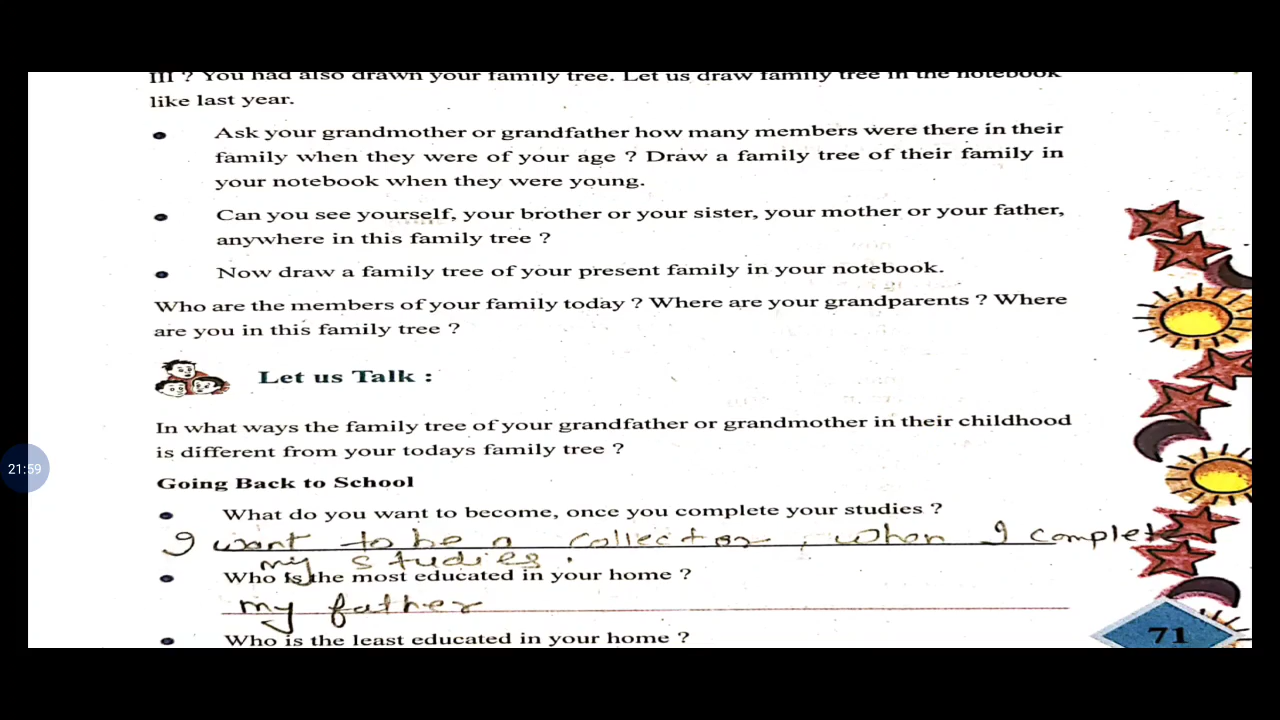 III ? You had also drawn your family tree. Let us draw family tree in the notebook
like last year.
Ask your grandmother or grandfather how many members were there in their
family when they were of your age ? Draw a family tree of their family in
your notebook when they were young.
Can you see yourself, your brother or your sister, your mother or your father,
anywhere in this family tree ?
Now draw a family tree of your present family in your notebook.
Who are the members of your family today ? Where are your grandparents ? Where
are you in this family tree ?
Let us Talk :
In what ways the family tree of your grandfather or grandmother in their childhood
is different from your todays family tree ?
Going Back to School
What do you want to become, once you complete your studies ?
I want to be a collector, when I complet
my studies.
Who is the most educated in your home ?
my father
Who is the least educated in your home ?
71
21:59